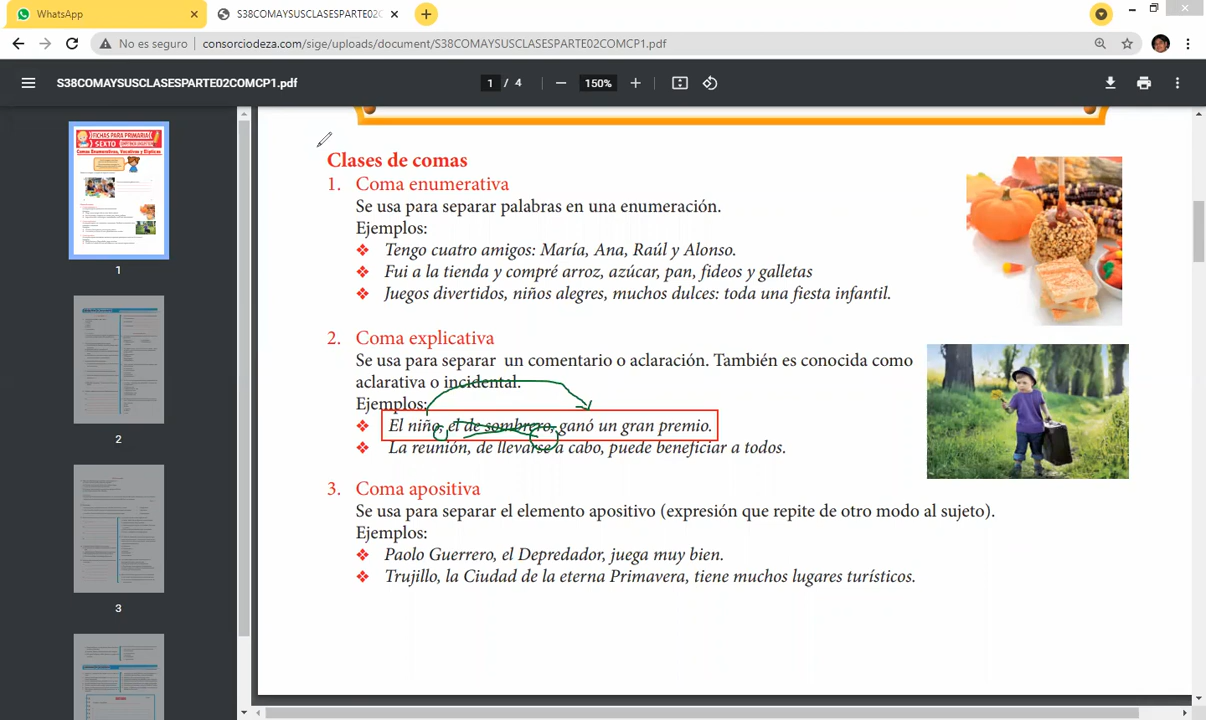 WhatsApp
S38COMAYSUSCLASESPARTE02C
No es seguro
consorciodeza.com/sige/uploads/document/S38COMAYSUSCLASESPARTE02COMCP1.pdf
S38COMAYSUSCLASESPARTE02COMCP1.pdf
1 / 4
150%
FICHAS PARA PRIMARIA
SEXTO
1
2
3
Clases de comas
1. Coma enumerativa
Se usa para separar palabras en una enumeración.
Ejemplos:
Tengo cuatro amigos: María, Ana, Raúl y Alonso.
Fui a la tienda y compré arroz, azúcar, pan, fideos y galletas
Juegos divertidos, niños alegres, muchos dulces: toda una fiesta infantil.
2. Coma explicativa
Se usa para separar un comentario o aclaración. También es conocida como
aclarativa o incidental.
Ejemplos:
El niño, el de sombrero, ganó un gran premio.
La reunión, de llevarse a cabo, puede beneficiar a todos.
3. Coma apositiva
Se usa para separar el elemento apositivo (expresión que repite de otro modo al sujeto).
Ejemplos:
Paolo Guerrero, el Depredador, juega muy bien.
Trujillo, la Ciudad de la eterna Primavera, tiene muchos lugares turísticos.